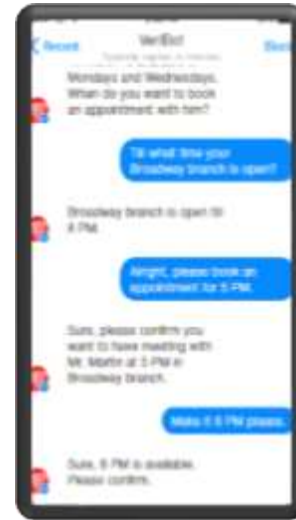 Recent
Mondays and Wednesdays.
When do you want to book
an appointment with him?
Till what time your
Broadway branch is open?
Broadway branch is open till
8 PM.
Alright, please book an
appointment for 5 PM.
Sure, please confirm you
want to have meeting with
Mr. Martin at 5 PM in
Broadway branch.
Make it 6 PM please.
Sure, 6 PM is available.
Please confirm.